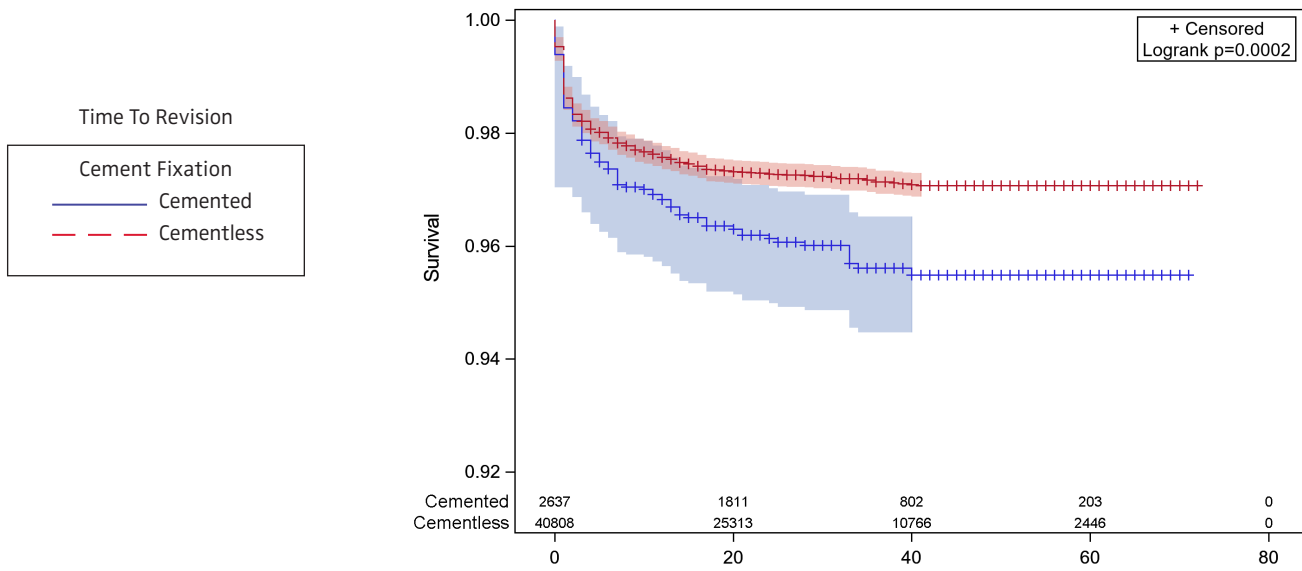 Time To Revision
Cement Fixation
Cemented
Cementless
+ Censored
Logrank p=0.0002
Survival
1.00
0.98
0.96
0.94
0.92
Cemented 2637 1811 802 203 0
Cementless 40808 25313 10766 2446 0
0 20 40 60 80